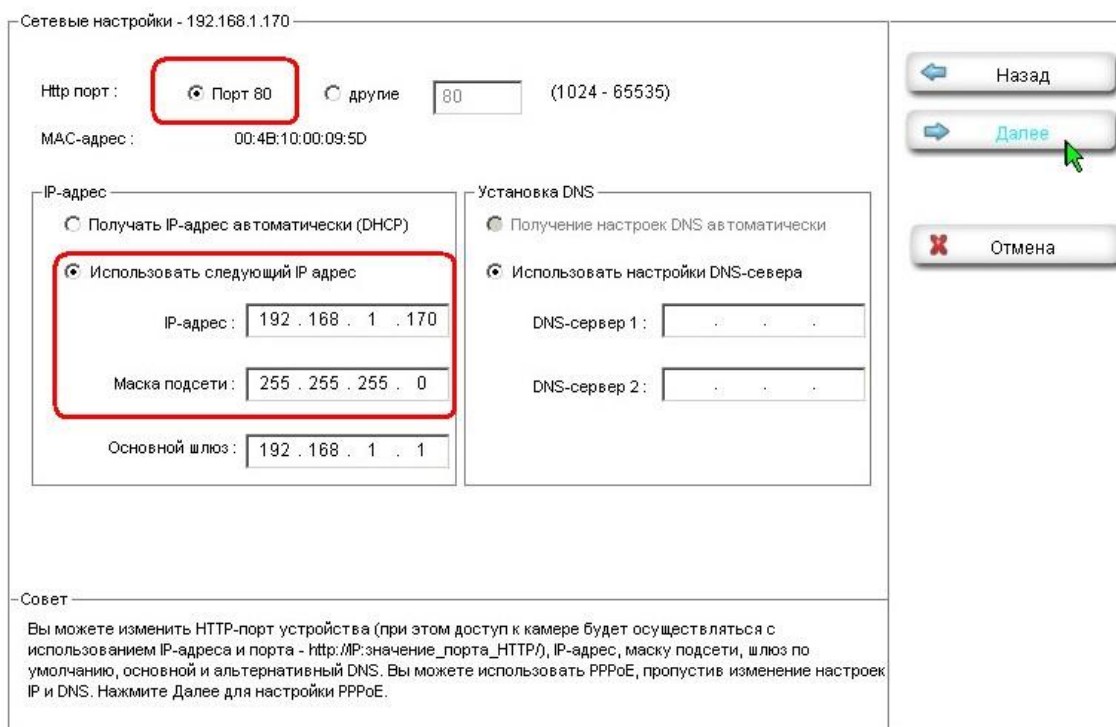 Сетевые настройки - 192.168.1.170
Http порт : Порт 80 другие 80 (1024 - 65535)
MAC-адрес : 00:4B:10:00:09:5D
IP-адрес
Получать IP-адрес автоматически (DHCP)
Использовать следующий IP адрес
IP-адрес : 192 . 168 . 1 . 170
Маска подсети : 255 . 255 . 255 . 0
Основной шлюз : 192 . 168 . 1 . 1
Установка DNS
Получение настроек DNS автоматически
Использовать настройки DNS-севера
DNS-сервер 1 : . . .
DNS-сервер 2 : . . .
Назад
Далее
Отмена
Совет
Вы можете изменить HTTP-порт устройства (при этом доступ к камере будет осуществляться с
использованием IP-адреса и порта - http://IP:значение_порта_HTTP/), IP-адрес, маску подсети, шлюз по
умолчанию, основной и альтернативный DNS. Вы можете использовать PPPoE, пропустив изменение настроек
IP и DNS. Нажмите Далее для настройки PPPoE.